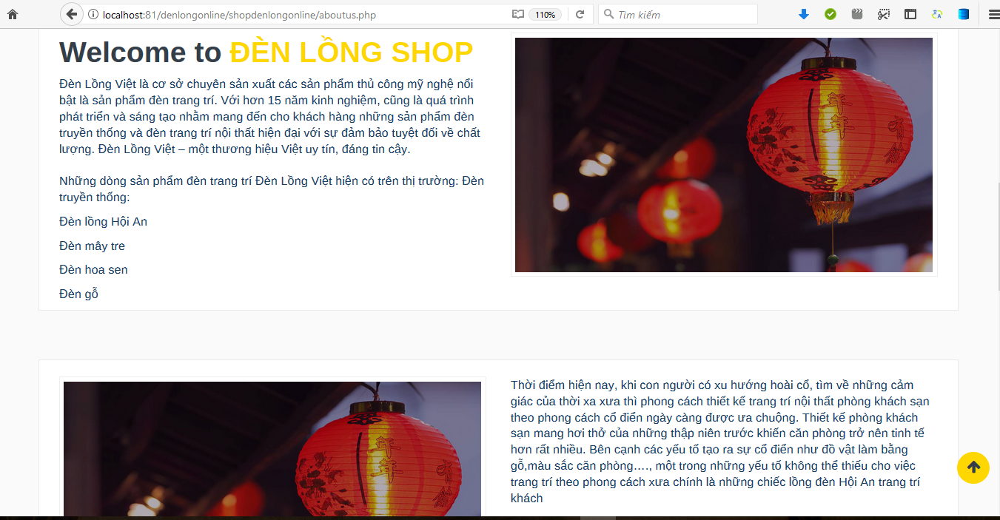 localhost:81/denlongonline/shopdenlongonline/aboutus.php
110%
Tìm kiếm
Welcome to ĐÈN LỒNG SHOP
Đèn Lồng Việt là cơ sở chuyên sản xuất các sản phẩm thủ công mỹ nghệ nổi
bật là sản phẩm đèn trang trí. Với hơn 15 năm kinh nghiệm, cũng là quá trình
phát triển và sáng tạo nhằm mang đến cho khách hàng những sản phẩm đèn
truyền thống và đèn trang trí nội thất hiện đại với sự đảm bảo tuyệt đối về chất
lượng. Đèn Lồng Việt – một thương hiệu Việt uy tín, đáng tin cậy.
Những dòng sản phẩm đèn trang trí Đèn Lồng Việt hiện có trên thị trường: Đèn
truyền thống:
Đèn lồng Hội An
Đèn mây tre
Đèn hoa sen
Đèn gỗ
Thời điểm hiện nay, khi con người có xu hướng hoài cổ, tìm về những cảm
giác của thời xa xưa thì phong cách thiết kế trang trí nội thất phòng khách sạn
theo phong cách cổ điển ngày càng được ưa chuộng. Thiết kế phòng khách
sạn mang hơi thở của những thập niên trước khiến căn phòng trở nên tinh tế
hơn rất nhiều. Bên cạnh các yếu tố tạo ra sự cổ điển như đồ vật làm bằng
gỗ,màu sắc căn phòng…., một trong những yếu tố không thể thiếu cho việc
trang trí theo phong cách xưa chính là những chiếc lồng đèn Hội An trang trí
khách